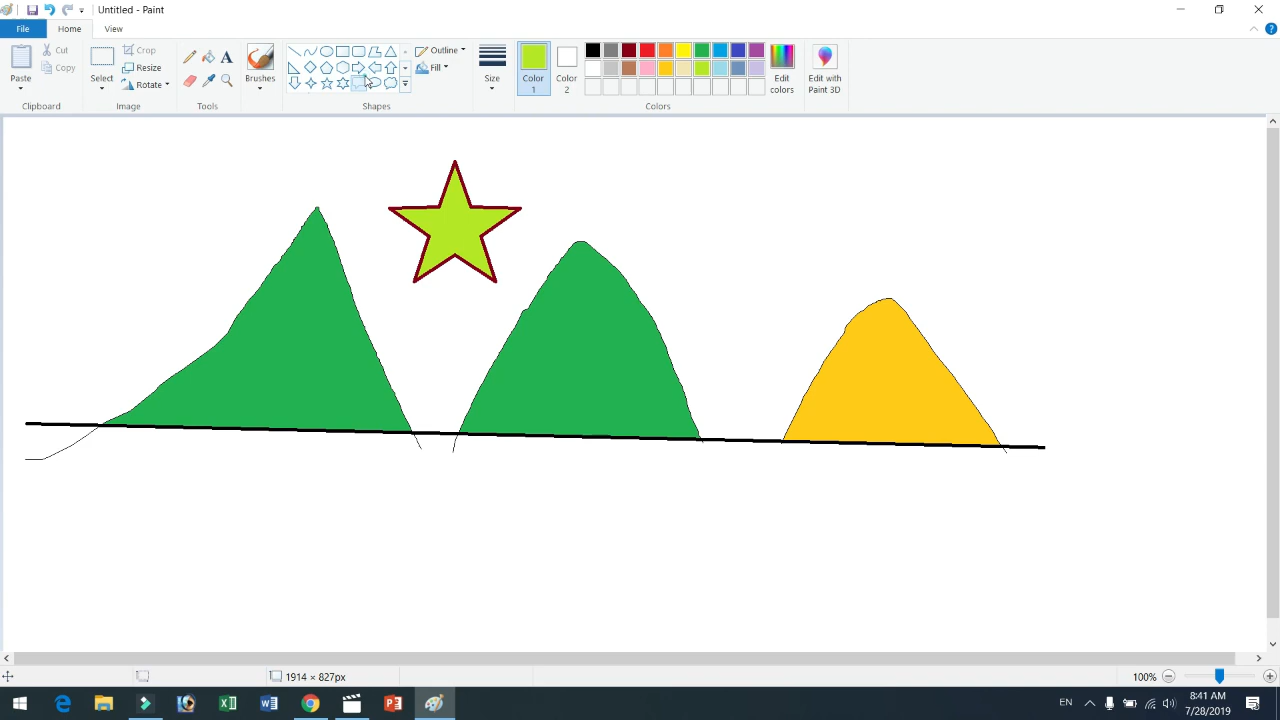 Untitled - Paint
File Home View
Paste
Cut
Copy
Clipboard
Select
Crop
Resize
Rotate
Image
A
Tools
Brushes
Outline
Fill
Shapes
Size
Color
1
Color
2
Edit
colors
Colors
Edit with
Paint 3D
1914 × 827px
100%
EN
8:41 AM
7/28/2019